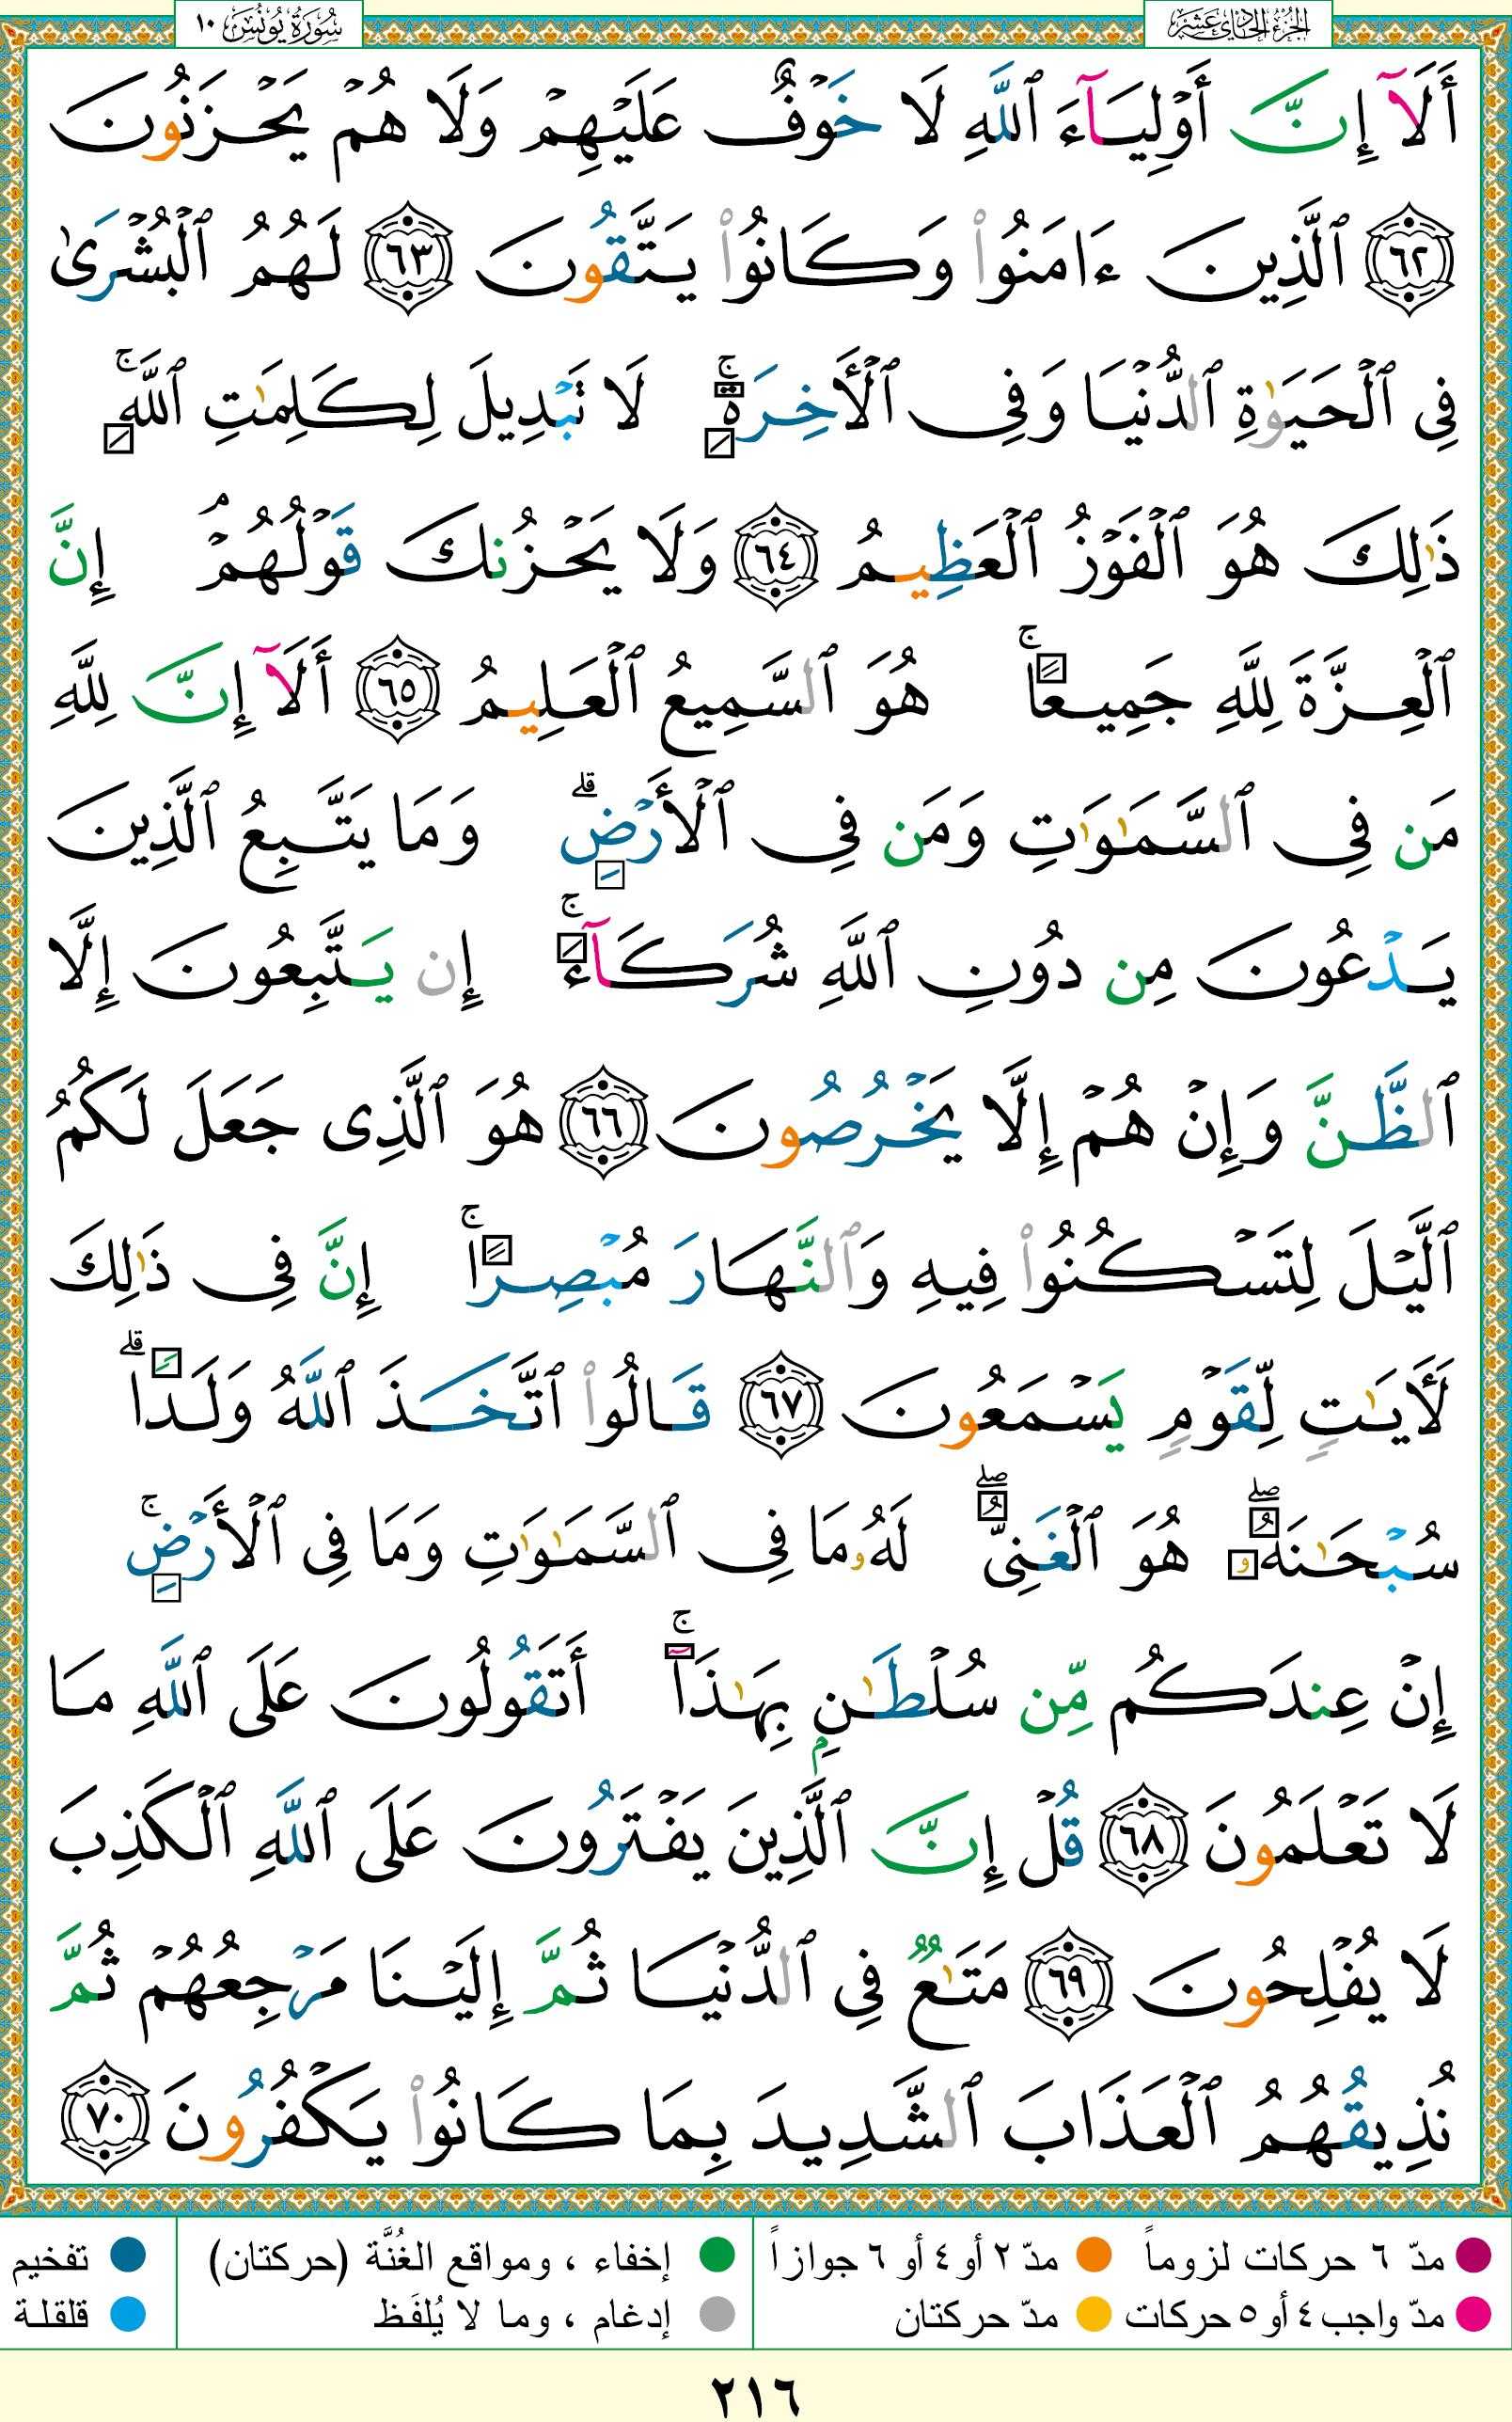 الجزء الحادي عشر
سورة يونس ١٠
أَلَآ إِنَّ أَوْلِيَآءَ ٱللَّهِ لَا خَوْفٌ عَلَيْهِمْ وَلَا هُمْ يَحْزَنُونَ
٦٢ ٱلَّذِينَ ءَامَنُوا۟ وَكَانُوا۟ يَتَّقُونَ ٦٣ لَهُمُ ٱلْبُشْرَىٰ
فِى ٱلْحَيَوٰةِ ٱلدُّنْيَا وَفِى ٱلْأَخِرَةِ ۚ لَا تَبْدِيلَ لِكَلِمَـٰتِ ٱللَّهِ ۚ
ذَٰلِكَ هُوَ ٱلْفَوْزُ ٱلْعَظِيمُ ٦٤ وَلَا يَحْزُنكَ قَوْلُهُمْ ۘ إِنَّ
ٱلْعِزَّةَ لِلَّهِ جَمِيعًا ۚ هُوَ ٱلسَّمِيعُ ٱلْعَلِيمُ ٦٥ أَلَآ إِنَّ لِلَّهِ
مَن فِى ٱلسَّمَـٰوَٰتِ وَمَن فِى ٱلْأَرْضِ ۗ وَمَا يَتَّبِعُ ٱلَّذِينَ
يَدْعُونَ مِن دُونِ ٱللَّهِ شُرَكَآءَ ۚ إِن يَتَّبِعُونَ إِلَّا
ٱلظَّنَّ وَإِنْ هُمْ إِلَّا يَخْرُصُونَ ٦٦ هُوَ ٱلَّذِى جَعَلَ لَكُمُ
ٱلَّيْلَ لِتَسْكُنُوا۟ فِيهِ وَٱلنَّهَارَ مُبْصِرًا ۚ إِنَّ فِى ذَٰلِكَ
لَأَيَـٰتٍ لِّقَوْمٍ يَسْمَعُونَ ٦٧ قَالُوا۟ ٱتَّخَذَ ٱللَّهُ وَلَدًا ۗ
سُبْحَـٰنَهُۥ ۖ هُوَ ٱلْغَنِىُّ ۖ لَهُۥ مَا فِى ٱلسَّمَـٰوَٰتِ وَمَا فِى ٱلْأَرْضِ ۚ
إِنْ عِندَكُم مِّن سُلْطَـٰنٍۭ بِهَـٰذَآ ۚ أَتَقُولُونَ عَلَى ٱللَّهِ مَا
لَا تَعْلَمُونَ ٦٨ قُلْ إِنَّ ٱلَّذِينَ يَفْتَرُونَ عَلَى ٱللَّهِ ٱلْكَذِبَ
لَا يُفْلِحُونَ ٦٩ مَتَـٰعٌ فِى ٱلدُّنْيَا ثُمَّ إِلَيْنَا مَرْجِعُهُمْ ثُمَّ
نُذِيقُهُمُ ٱلْعَذَابَ ٱلشَّدِيدَ بِمَا كَانُوا۟ يَكْفُرُونَ ٧٠
مدّ ٦ حركات لزوماً مدّ ٢ أو ٤ أو ٦ جوازاً إخفاء ، ومواقع الغُنَّة (حركتان) تفخيم
مدّ واجب ٤ أو ٥ حركات مدّ حركتان إدغام ، وما لا يُلفَظ قلقلة
٢١٦